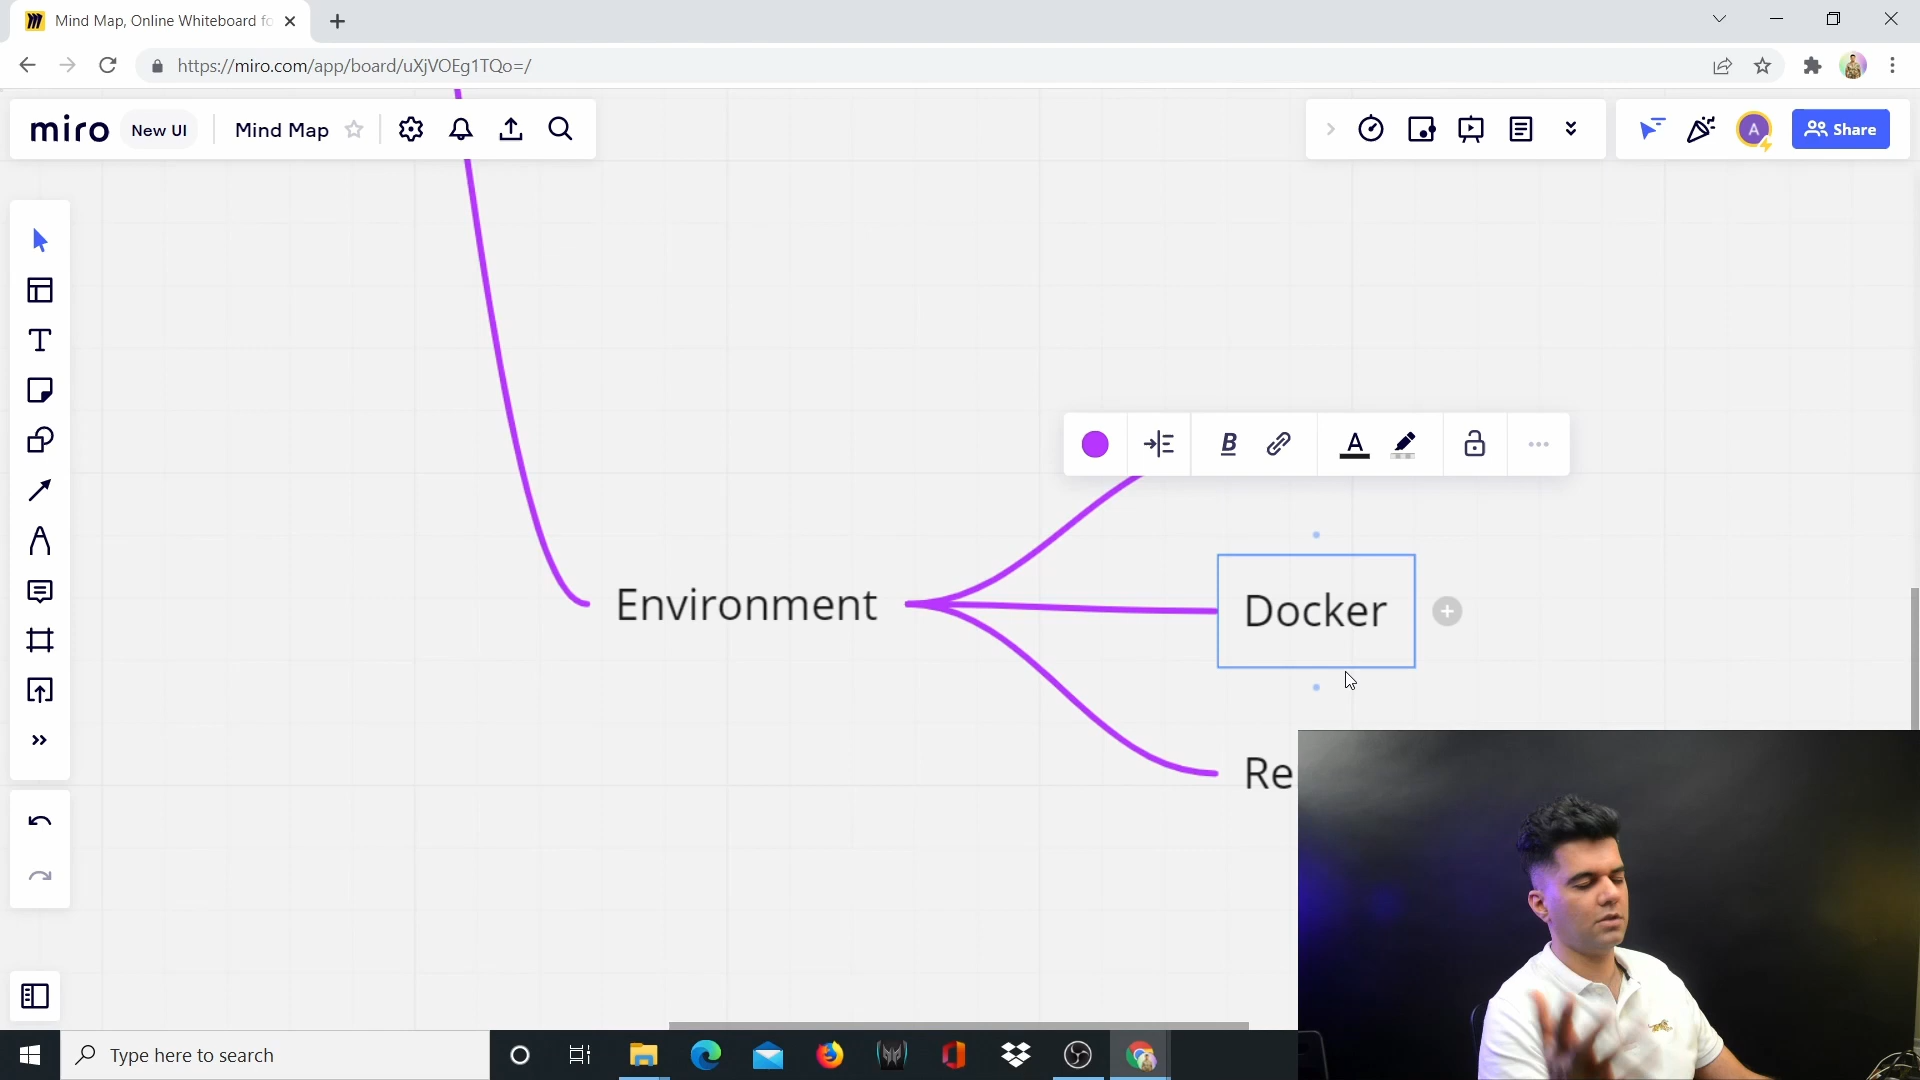 Mind Map, Online Whiteboard fo
https://miro.com/app/board/uXjVOEg1TQo=/
miro
New UI
Mind Map
A
Share
B
A
Environment
Docker
Re
Type here to search